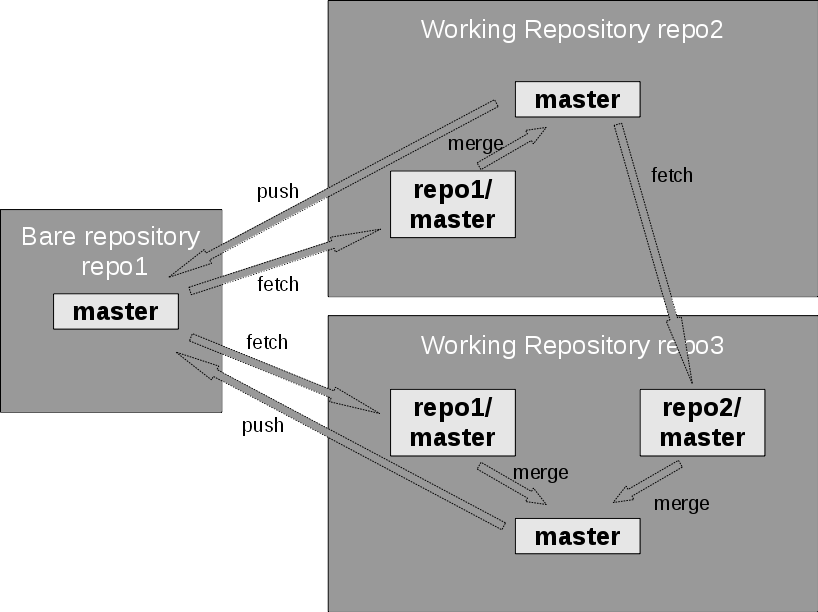 Working Repository repo2
master
merge
fetch
repo1/
master
push
Bare repository
repo1
fetch
master
Working Repository repo3
fetch
repo1/
master
repo2/
master
push
merge
merge
master